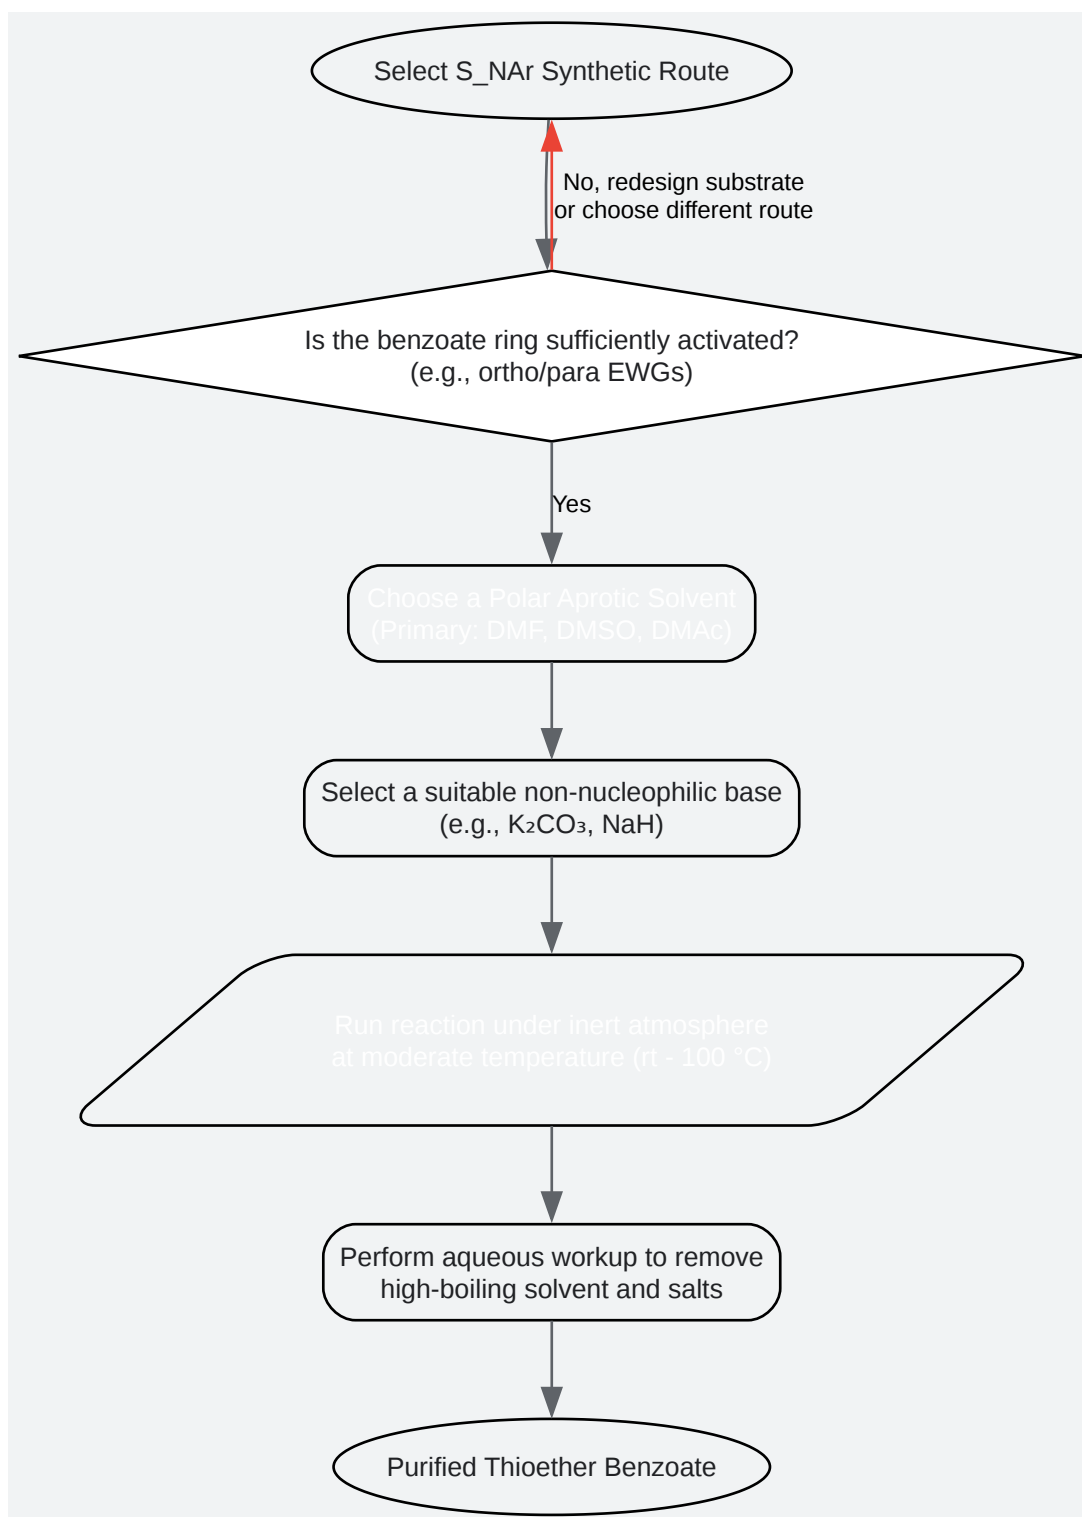 Select S_NAr Synthetic Route
No, redesign substrate
or choose different route
Is the benzoate ring sufficiently activated?
(e.g., ortho/para EWGs)
Yes
Choose a Polar Aprotic Solvent
(Primary: DMF, DMSO, DMAc)
Select a suitable non-nucleophilic base
(e.g., K₂CO₃, NaH)
Run reaction under inert atmosphere
at moderate temperature (rt - 100 °C)
Perform aqueous workup to remove
high-boiling solvent and salts
Purified Thioether Benzoate